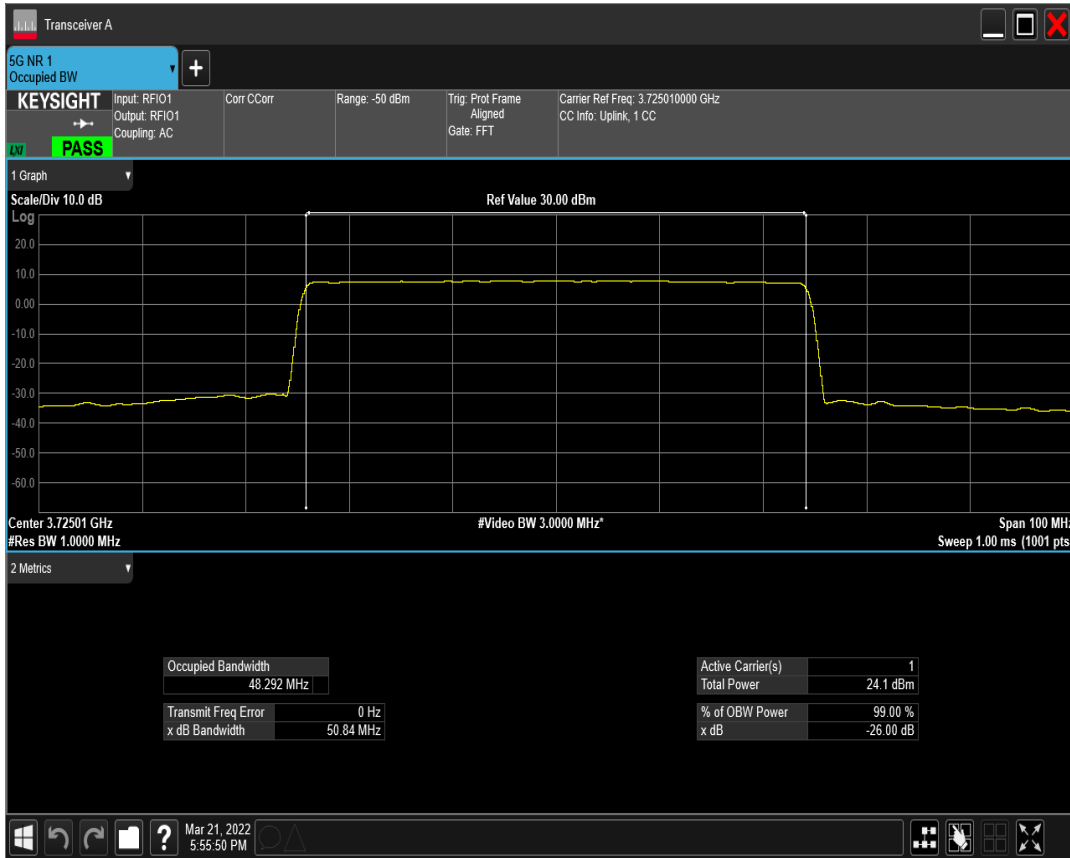 Transceiver A
5G NR 1
Occupied BW
+
KEYSIGHT
LXI
PASS
Input: RFIO1
Output: RFIO1
Coupling: AC
Corr CCorr
Range: -50 dBm
Trig: Prot Frame
Aligned
Gate: FFT
Carrier Ref Freq: 3.725010000 GHz
CC Info: Uplink, 1 CC
1 Graph
Scale/Div 10.0 dB
Ref Value 30.00 dBm
Log
20.0
10.0
0.00
-10.0
-20.0
-30.0
-40.0
-50.0
-60.0
Center 3.72501 GHz
#Video BW 3.0000 MHz*
Span 100 MHz
#Res BW 1.0000 MHz
Sweep 1.00 ms (1001 pts
2 Metrics
Occupied Bandwidth
48.292 MHz
Transmit Freq Error 0 Hz
x dB Bandwidth 50.84 MHz
Active Carrier(s) 1
Total Power 24.1 dBm
% of OBW Power 99.00 %
x dB -26.00 dB
?
Mar 21, 2022
5:55:50 PM